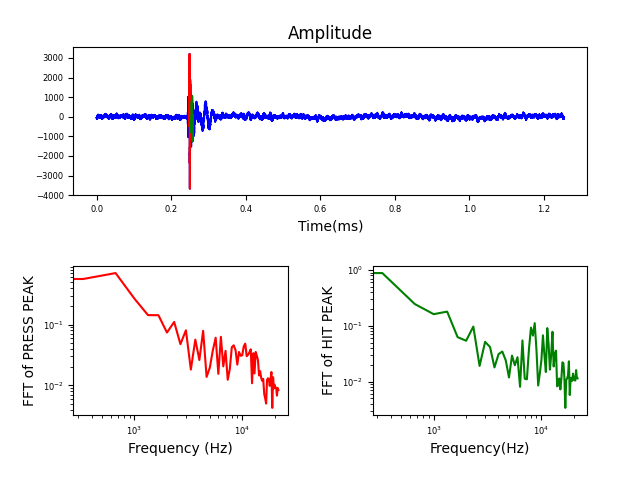 Amplitude
3000
2000
1000
0
−1000
−2000
−3000
−4000
0.0 0.2 0.4 0.6 0.8 1.0 1.2
Time(ms)
FFT of PRESS PEAK
10⁻¹
10⁻²
10³ 10⁴
Frequency (Hz)
FFT of HIT PEAK
10⁰
10⁻¹
10⁻²
10³ 10⁴
Frequency(Hz)